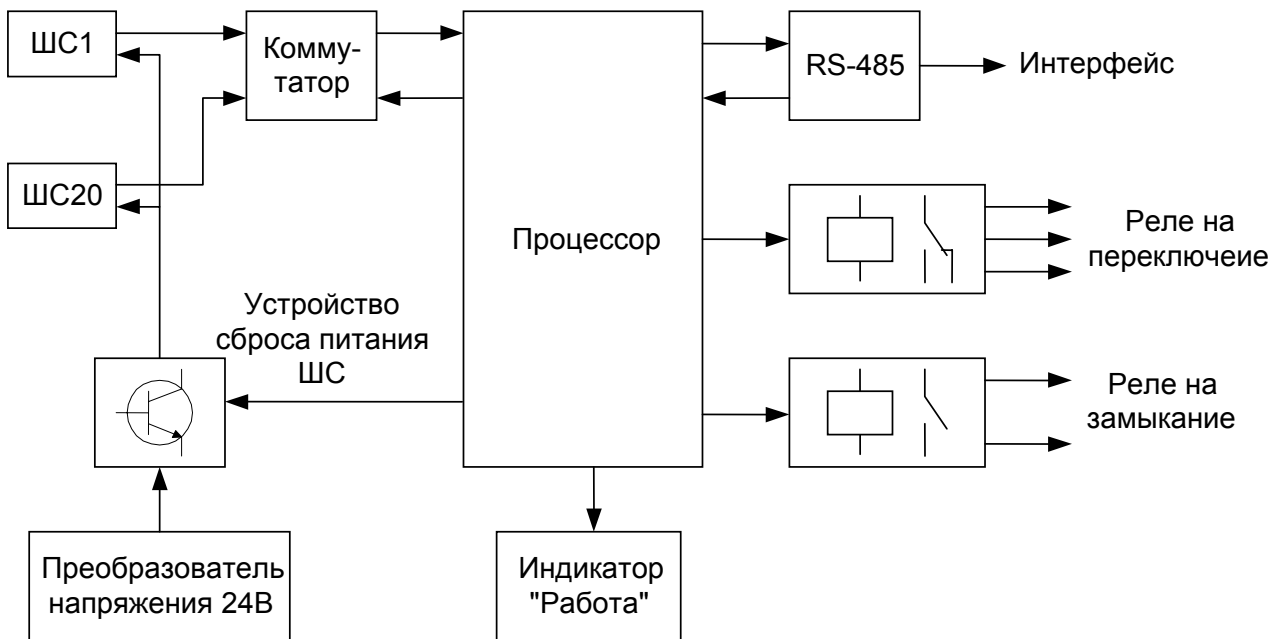 ШС1
Комму-
татор
RS-485
Интерфейс
ШС20
Процессор
Реле на
переключеие
Устройство
сброса питания
ШС
Реле на
замыкание
Преобразователь
напряжения 24В
Индикатор
"Работа"